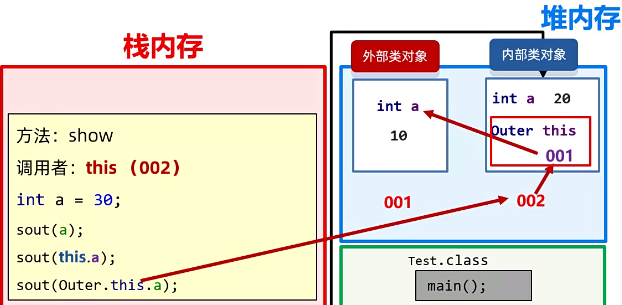 栈内存
堆内存
方法：show
调用者：this（002）
int a = 30;
sout(a);
sout(this.a);
sout(Outer.this.a);
外部类对象
int a
10
001
内部类对象
int a 20
Outer this
001
002
Test.class
main();